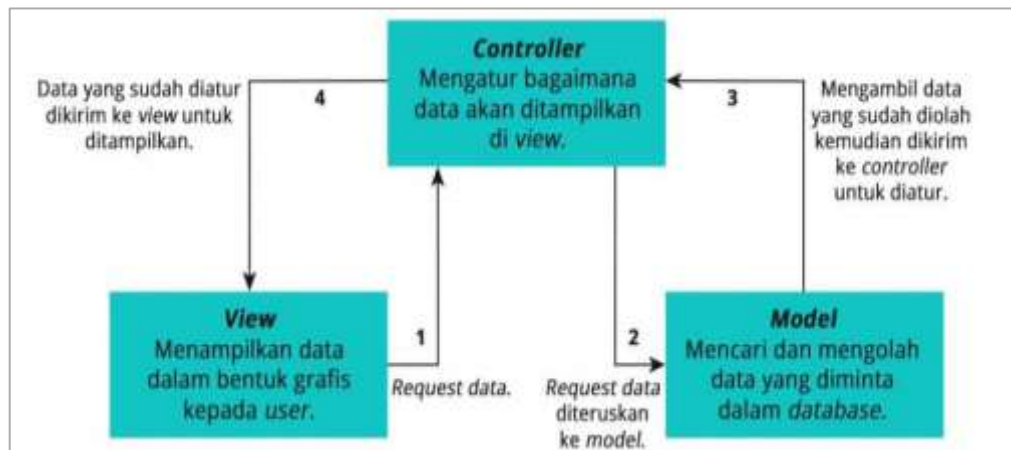 Controller
Mengatur bagaimana
data akan ditampilkan
di view.
Data yang sudah diatur
dikirim ke view untuk
ditampilkan.
4
3
Mengambil data
yang sudah diolah
kemudian dikirim
ke controller
untuk diatur.
View
Menampilkan data
dalam bentuk grafis
kepada user.
1
Request data.
2
Request data
diteruskan
ke model.
Model
Mencari dan mengolah
data yang diminta
dalam database.